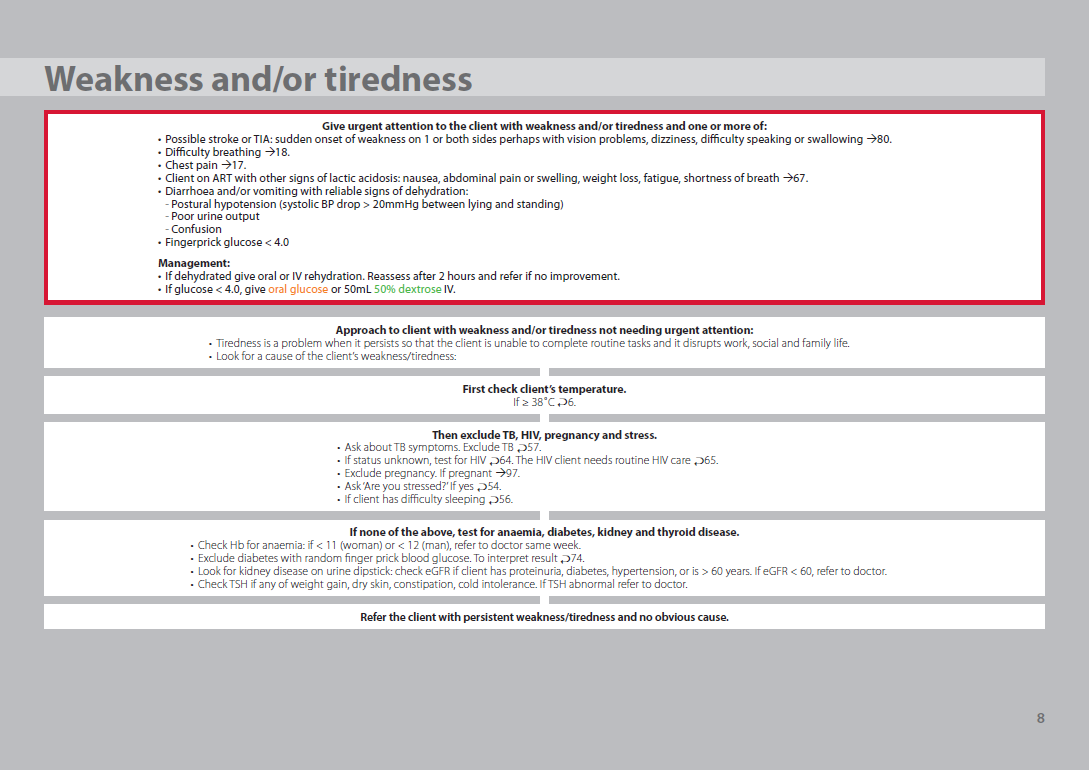 Weakness and/or tiredness
Give urgent attention to the client with weakness and/or tiredness and one or more of:
• Possible stroke or TIA: sudden onset of weakness on 1 or both sides perhaps with vision problems, dizziness, difficulty speaking or swallowing →80.
• Difficulty breathing →18.
• Chest pain →17.
• Client on ART with other signs of lactic acidosis: nausea, abdominal pain or swelling, weight loss, fatigue, shortness of breath →67.
• Diarrhoea and/or vomiting with reliable signs of dehydration:
- Postural hypotension (systolic BP drop > 20mmHg between lying and standing)
- Poor urine output
- Confusion
• Fingerprick glucose < 4.0
Management:
• If dehydrated give oral or IV rehydration. Reassess after 2 hours and refer if no improvement.
• If glucose < 4.0, give oral glucose or 50mL 50% dextrose IV.
Approach to client with weakness and/or tiredness not needing urgent attention:
• Tiredness is a problem when it persists so that the client is unable to complete routine tasks and it disrupts work, social and family life.
• Look for a cause of the client's weakness/tiredness:
First check client's temperature.
If ≥ 38˚C ⮌6.
Then exclude TB, HIV, pregnancy and stress.
• Ask about TB symptoms. Exclude TB ⮌57.
• If status unknown, test for HIV ⮌64. The HIV client needs routine HIV care ⮌65.
• Exclude pregnancy. If pregnant →97.
• Ask 'Are you stressed?' If yes ⮌54.
• If client has difficulty sleeping ⮌56.
If none of the above, test for anaemia, diabetes, kidney and thyroid disease.
• Check Hb for anaemia: if < 11 (woman) or < 12 (man), refer to doctor same week.
• Exclude diabetes with random finger prick blood glucose. To interpret result ⮌74.
• Look for kidney disease on urine dipstick: check eGFR if client has proteinuria, diabetes, hypertension, or is > 60 years. If eGFR < 60, refer to doctor.
• Check TSH if any of weight gain, dry skin, constipation, cold intolerance. If TSH abnormal refer to doctor.
Refer the client with persistent weakness/tiredness and no obvious cause.
8